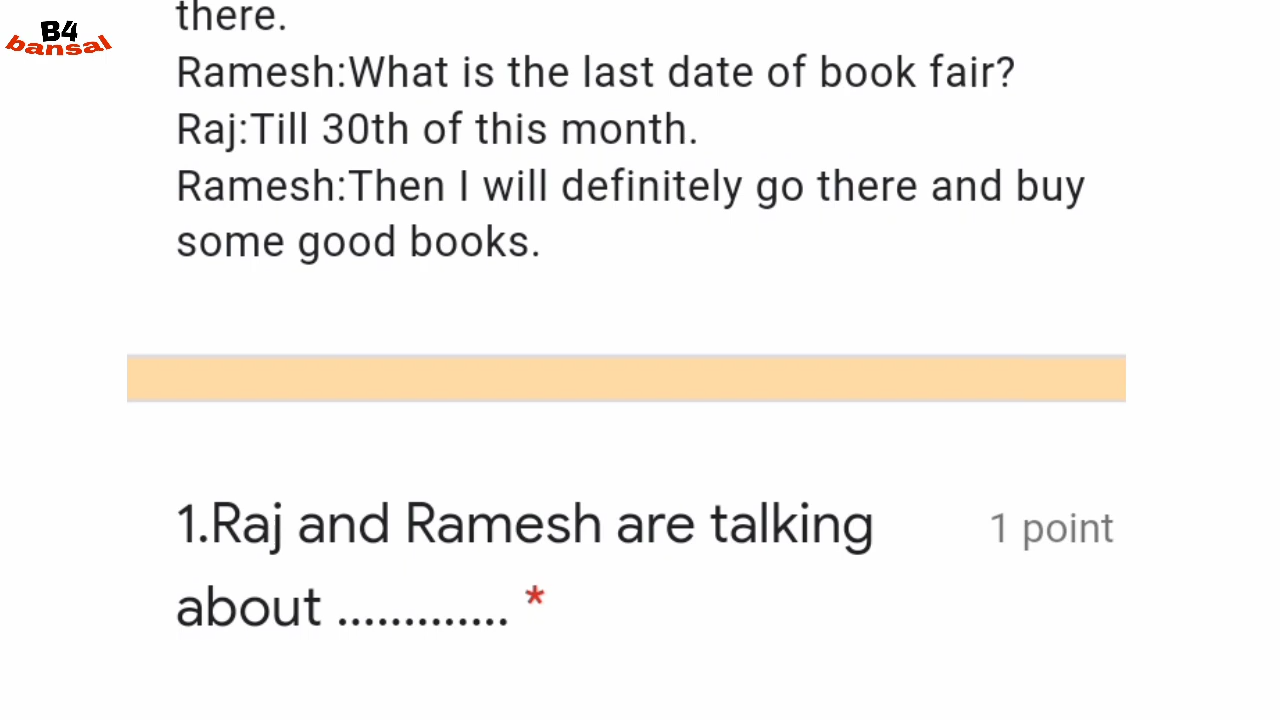 B4
bansal
there.
Ramesh:What is the last date of book fair?
Raj:Till 30th of this month.
Ramesh:Then I will definitely go there and buy
some good books.
1.Raj and Ramesh are talking 1 point
about ............. *